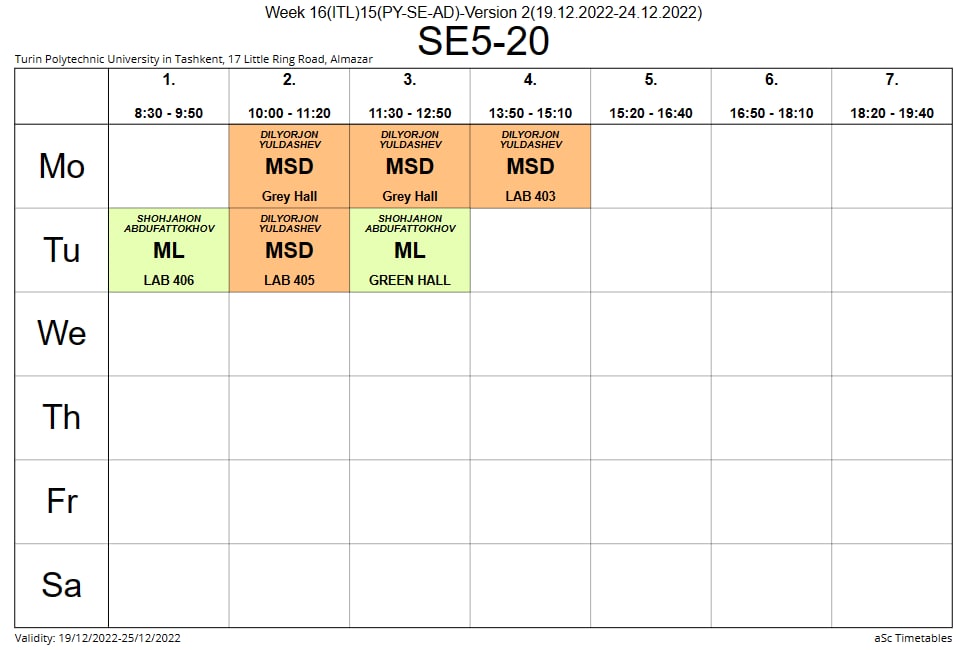 Week 16(ITL)15(PY-SE-AD)-Version 2(19.12.2022-24.12.2022)
SE5-20
Turin Polytechnic University in Tashkent, 17 Little Ring Road, Almazar
1. 2. 3. 4. 5. 6. 7.
8:30 - 9:50 10:00 - 11:20 11:30 - 12:50 13:50 - 15:10 15:20 - 16:40 16:50 - 18:10 18:20 - 19:40
Mo
DILYORJON
YULDASHEV
MSD
Grey Hall
DILYORJON
YULDASHEV
MSD
Grey Hall
DILYORJON
YULDASHEV
MSD
LAB 403
Tu
SHOHJAHON
ABDUFATTOKHOV
ML
LAB 406
DILYORJON
YULDASHEV
MSD
LAB 405
SHOHJAHON
ABDUFATTOKHOV
ML
GREEN HALL
We
Th
Fr
Sa
Validity: 19/12/2022-25/12/2022
aSc Timetables